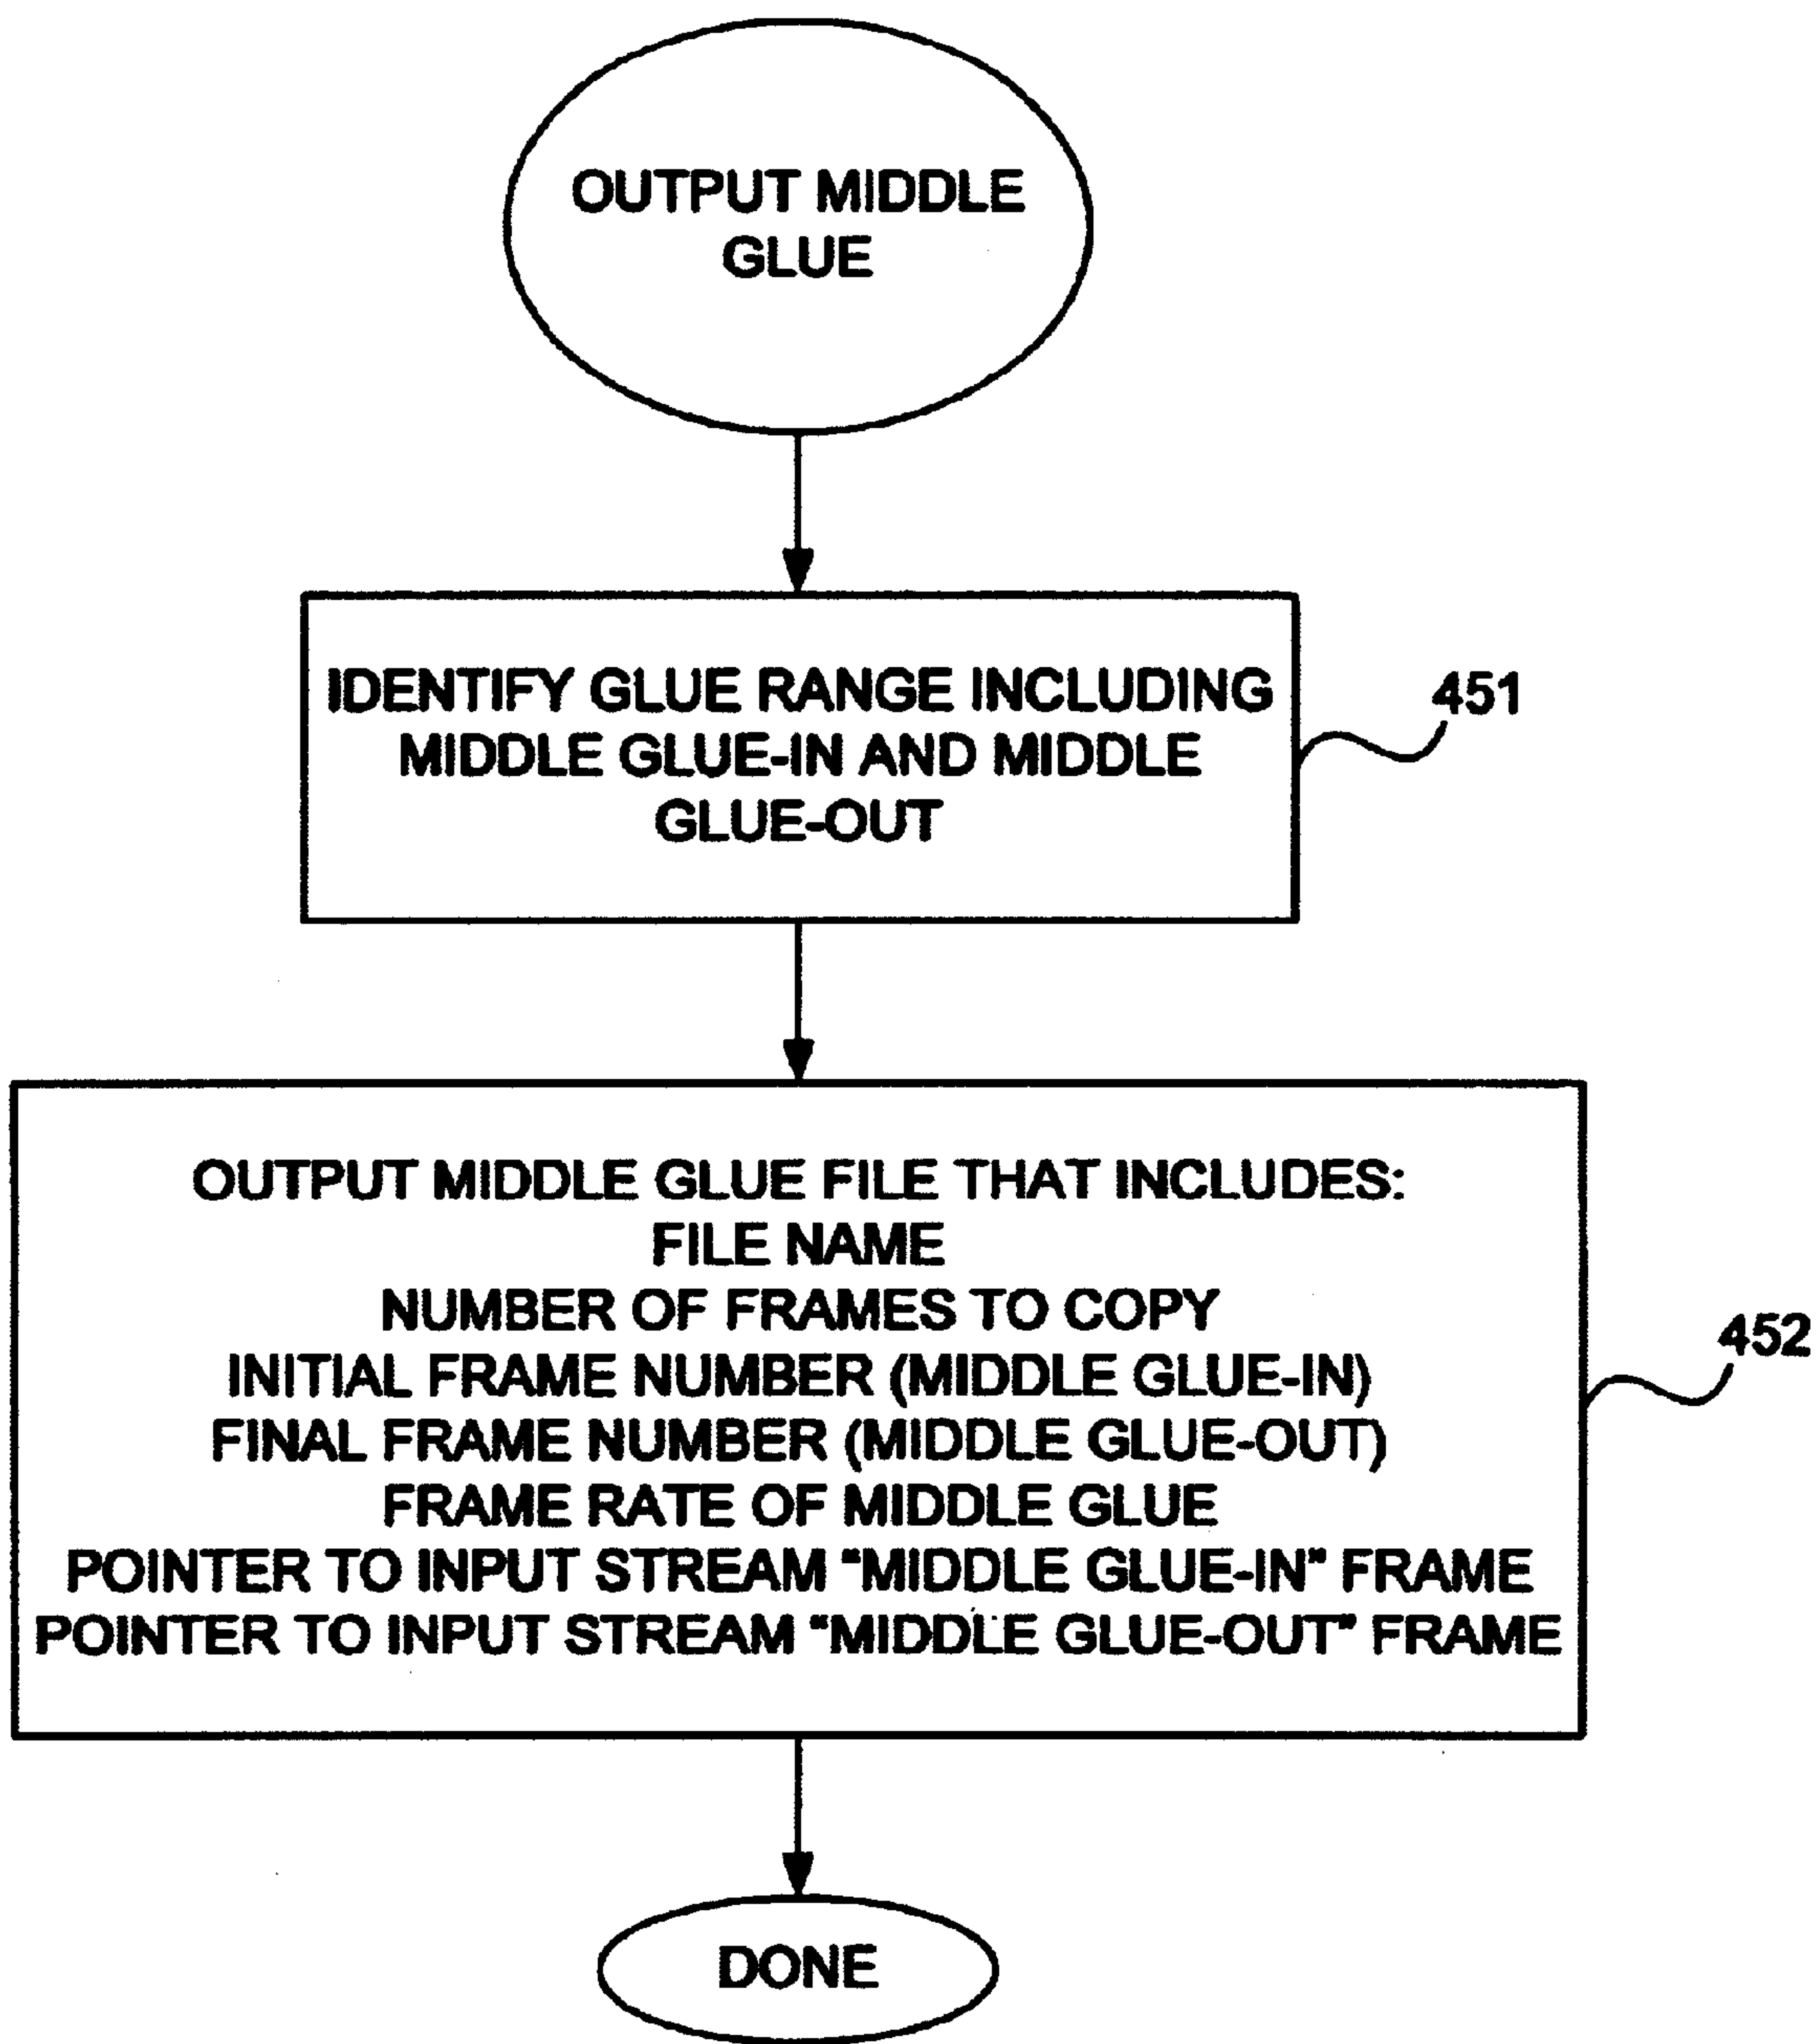 OUTPUT MIDDLE
GLUE
IDENTIFY GLUE RANGE INCLUDING
MIDDLE GLUE-IN AND MIDDLE
GLUE-OUT
451
OUTPUT MIDDLE GLUE FILE THAT INCLUDES:
FILE NAME
NUMBER OF FRAMES TO COPY
INITIAL FRAME NUMBER (MIDDLE GLUE-IN)
FINAL FRAME NUMBER (MIDDLE GLUE-OUT)
FRAME RATE OF MIDDLE GLUE
POINTER TO INPUT STREAM "MIDDLE GLUE-IN" FRAME
POINTER TO INPUT STREAM "MIDDLE GLUE-OUT" FRAME
452
DONE